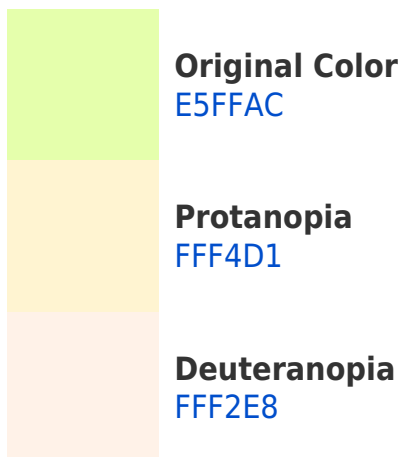 Original Color
E5FFAC
Protanopia
FFF4D1
Deuteranopia
FFF2E8